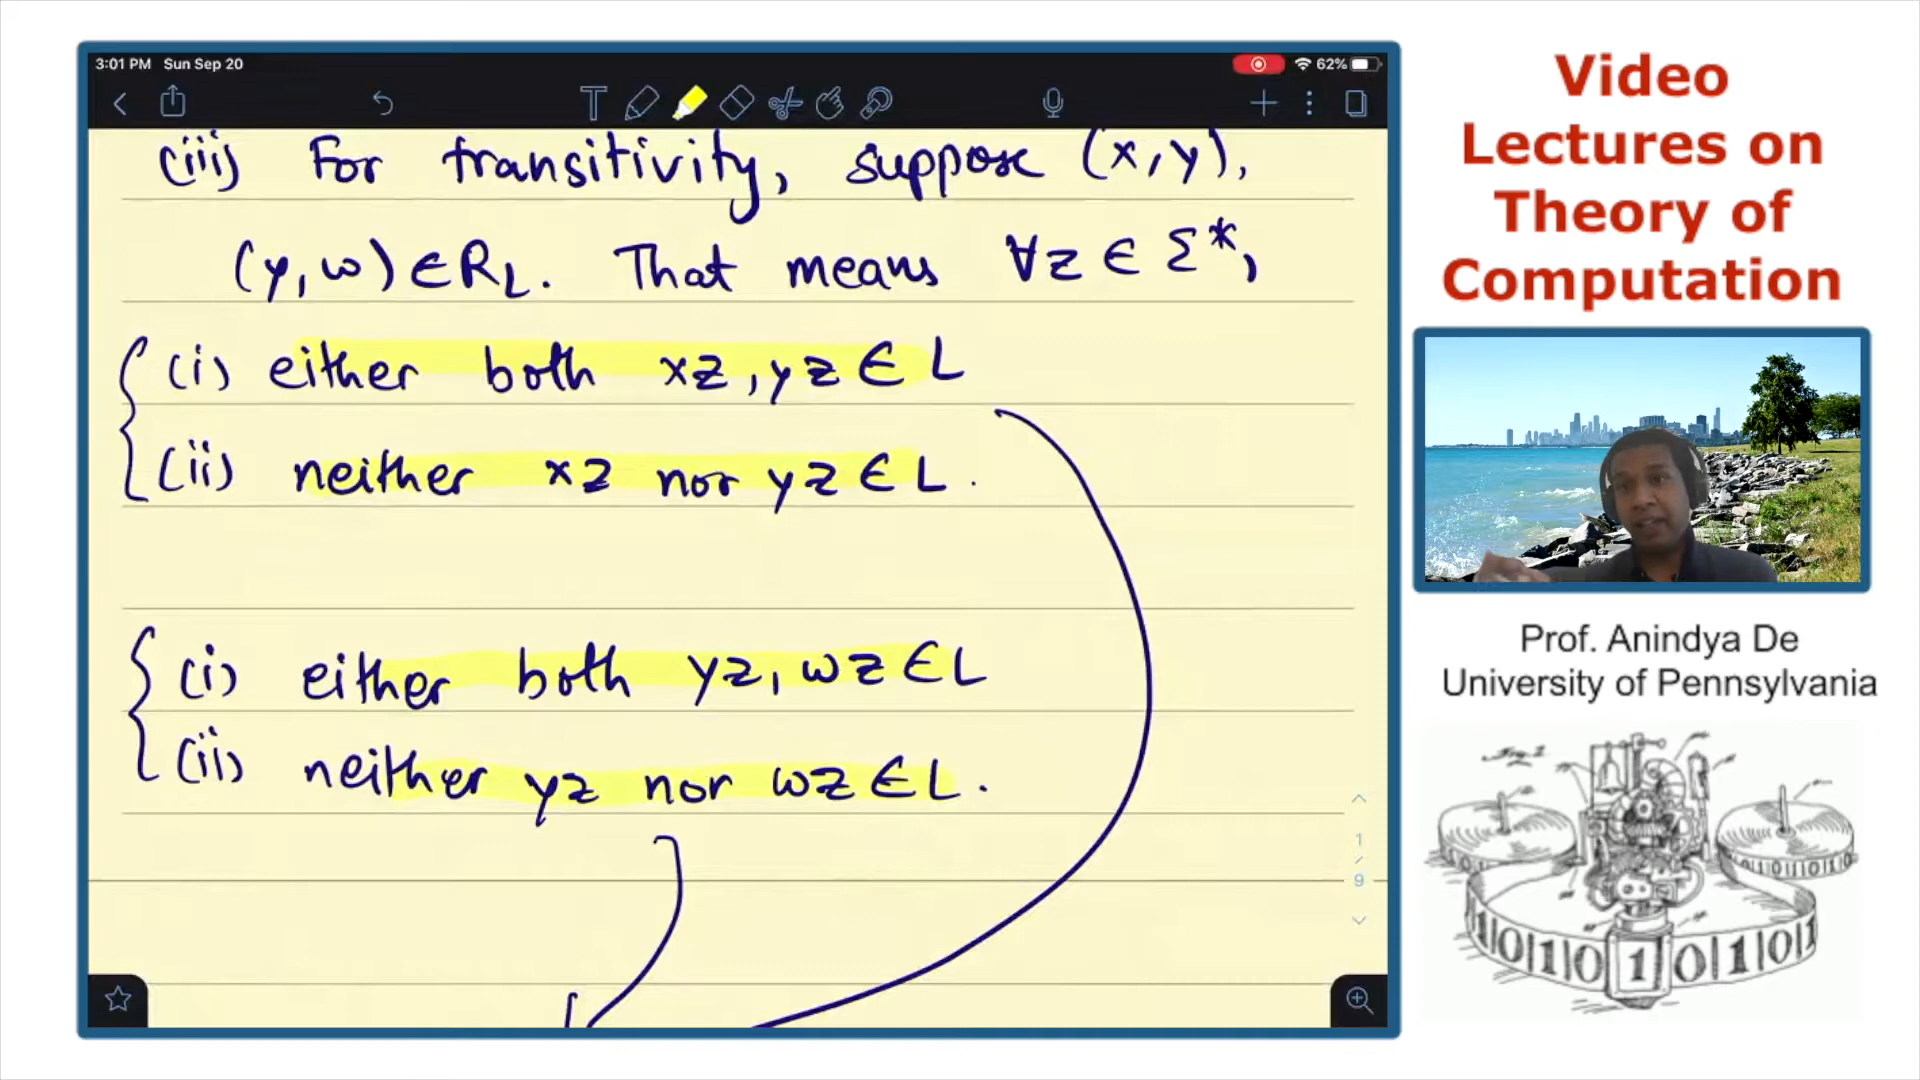 3:01 PM Sun Sep 20
62%
(iii) For transitivity, suppose (x,y),
(y,w) ∈ R_L. That means ∀z ∈ Σ*,
(i) either both xz, yz ∈ L
(ii) neither xz nor yz ∈ L.
(i) either both yz, wz ∈ L
(ii) neither yz nor wz ∈ L.
1
/
9
Video
Lectures on
Theory of
Computation
Prof. Anindya De
University of Pennsylvania